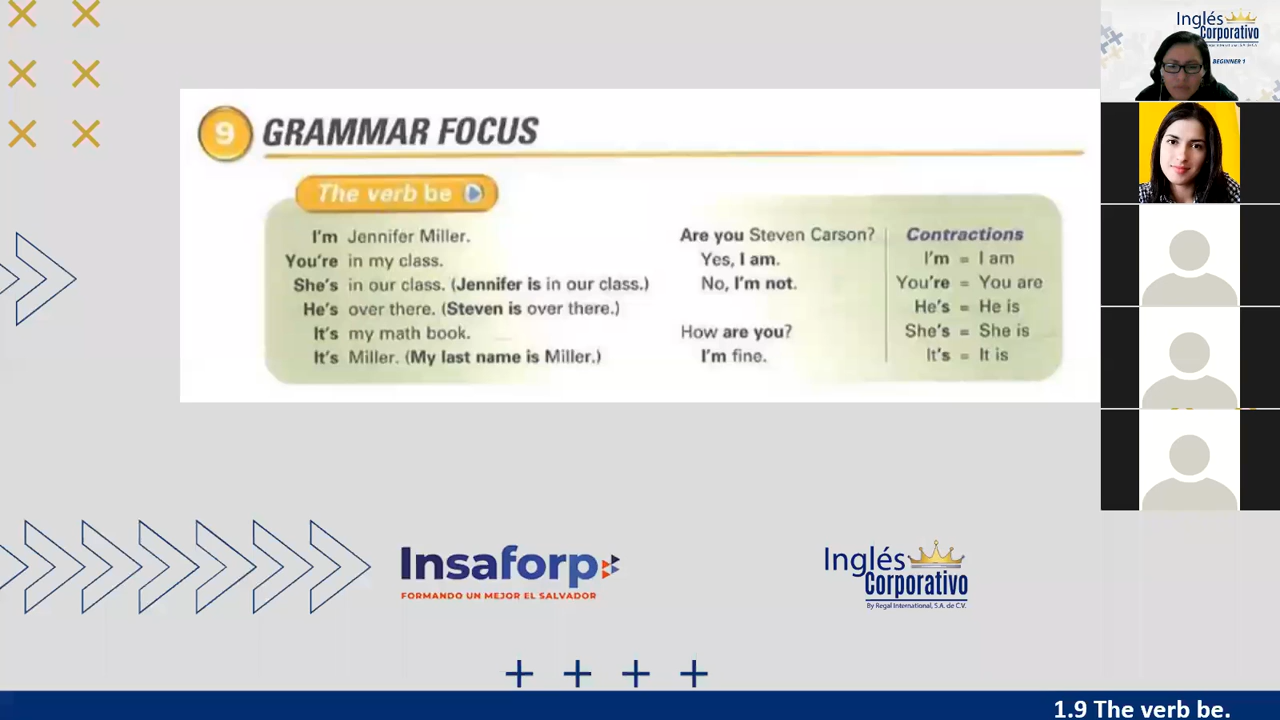 9 GRAMMAR FOCUS
The verb be
I'm Jennifer Miller.
You're in my class.
She's in our class. (Jennifer is in our class.)
He's over there. (Steven is over there.)
It's my math book.
It's Miller. (My last name is Miller.)
Are you Steven Carson?
Yes, I am.
No, I'm not.
How are you?
I'm fine.
Contractions
I'm = I am
You're = You are
He's = He is
She's = She is
It's = It is
Inglés
Corporativo
BEGINNER 1
Insaforp
FORMANDO UN MEJOR EL SALVADOR
Inglés
Corporativo
By Regal International, S.A. de C.V.
1.9 The verb be.